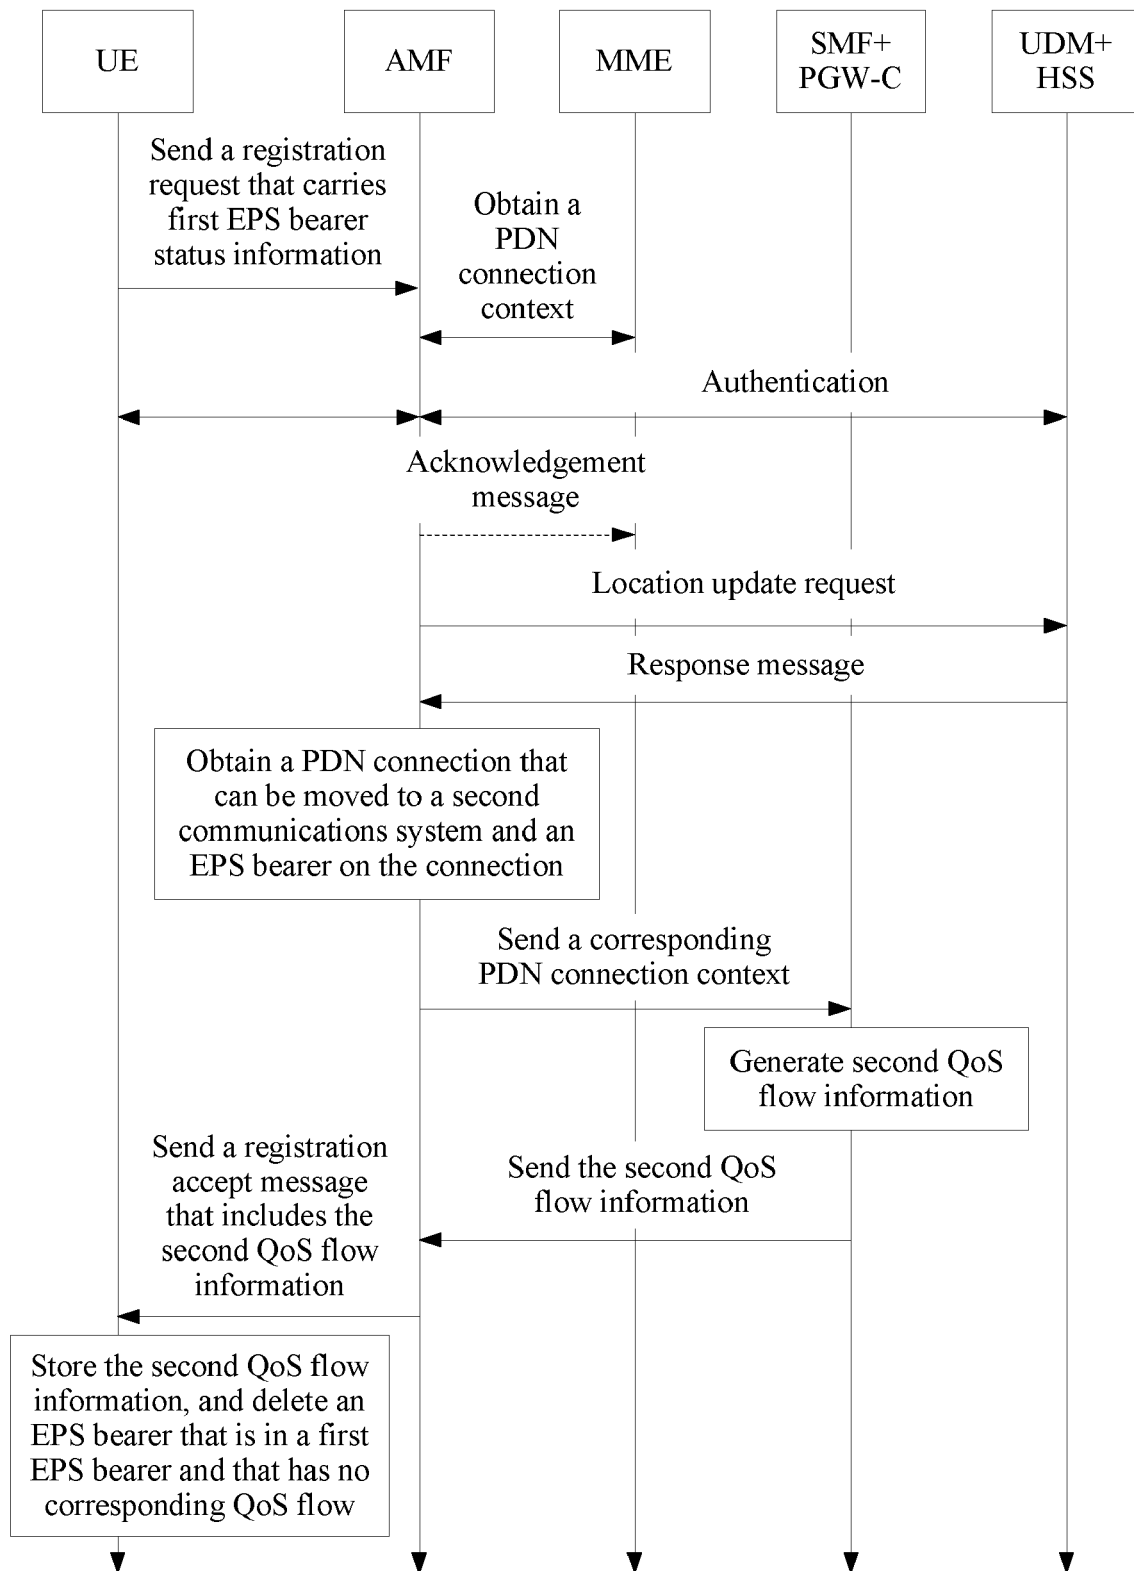 UE
AMF
MME
SMF+
PGW-C
UDM+
HSS
Send a registration
request that carries
first EPS bearer
status information
Obtain a
PDN
connection
context
Authentication
Acknowledgement
message
Location update request
Response message
Obtain a PDN connection that
can be moved to a second
communications system and an
EPS bearer on the connection
Send a corresponding
PDN connection context
Generate second QoS
flow information
Send the second QoS
flow information
Send a registration
accept message
that includes the
second QoS flow
information
Store the second QoS flow
information, and delete an
EPS bearer that is in a first
EPS bearer and that has no
corresponding QoS flow